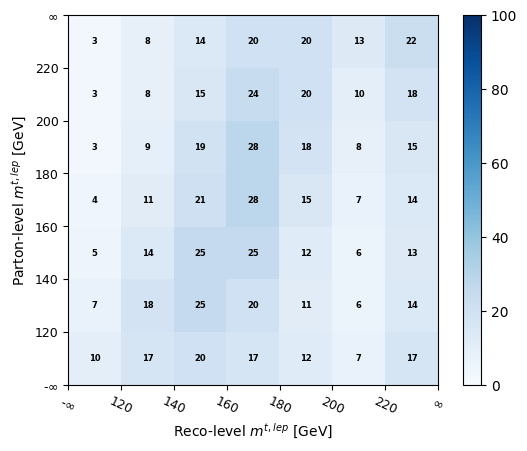 ∞ 3 8 14 20 20 13 22 100
220 3 8 15 24 20 10 18 80
200 3 9 19 28 18 8 15 60
180 4 11 21 28 15 7 14
160 5 14 25 25 12 6 13 40
140 7 18 25 20 11 6 14 20
120 10 17 20 17 12 7 17
-∞ 0
-∞ 120 140 160 180 200 220 ∞
Parton-level m^{t,lep} [GeV]
Reco-level m^{t,lep} [GeV]